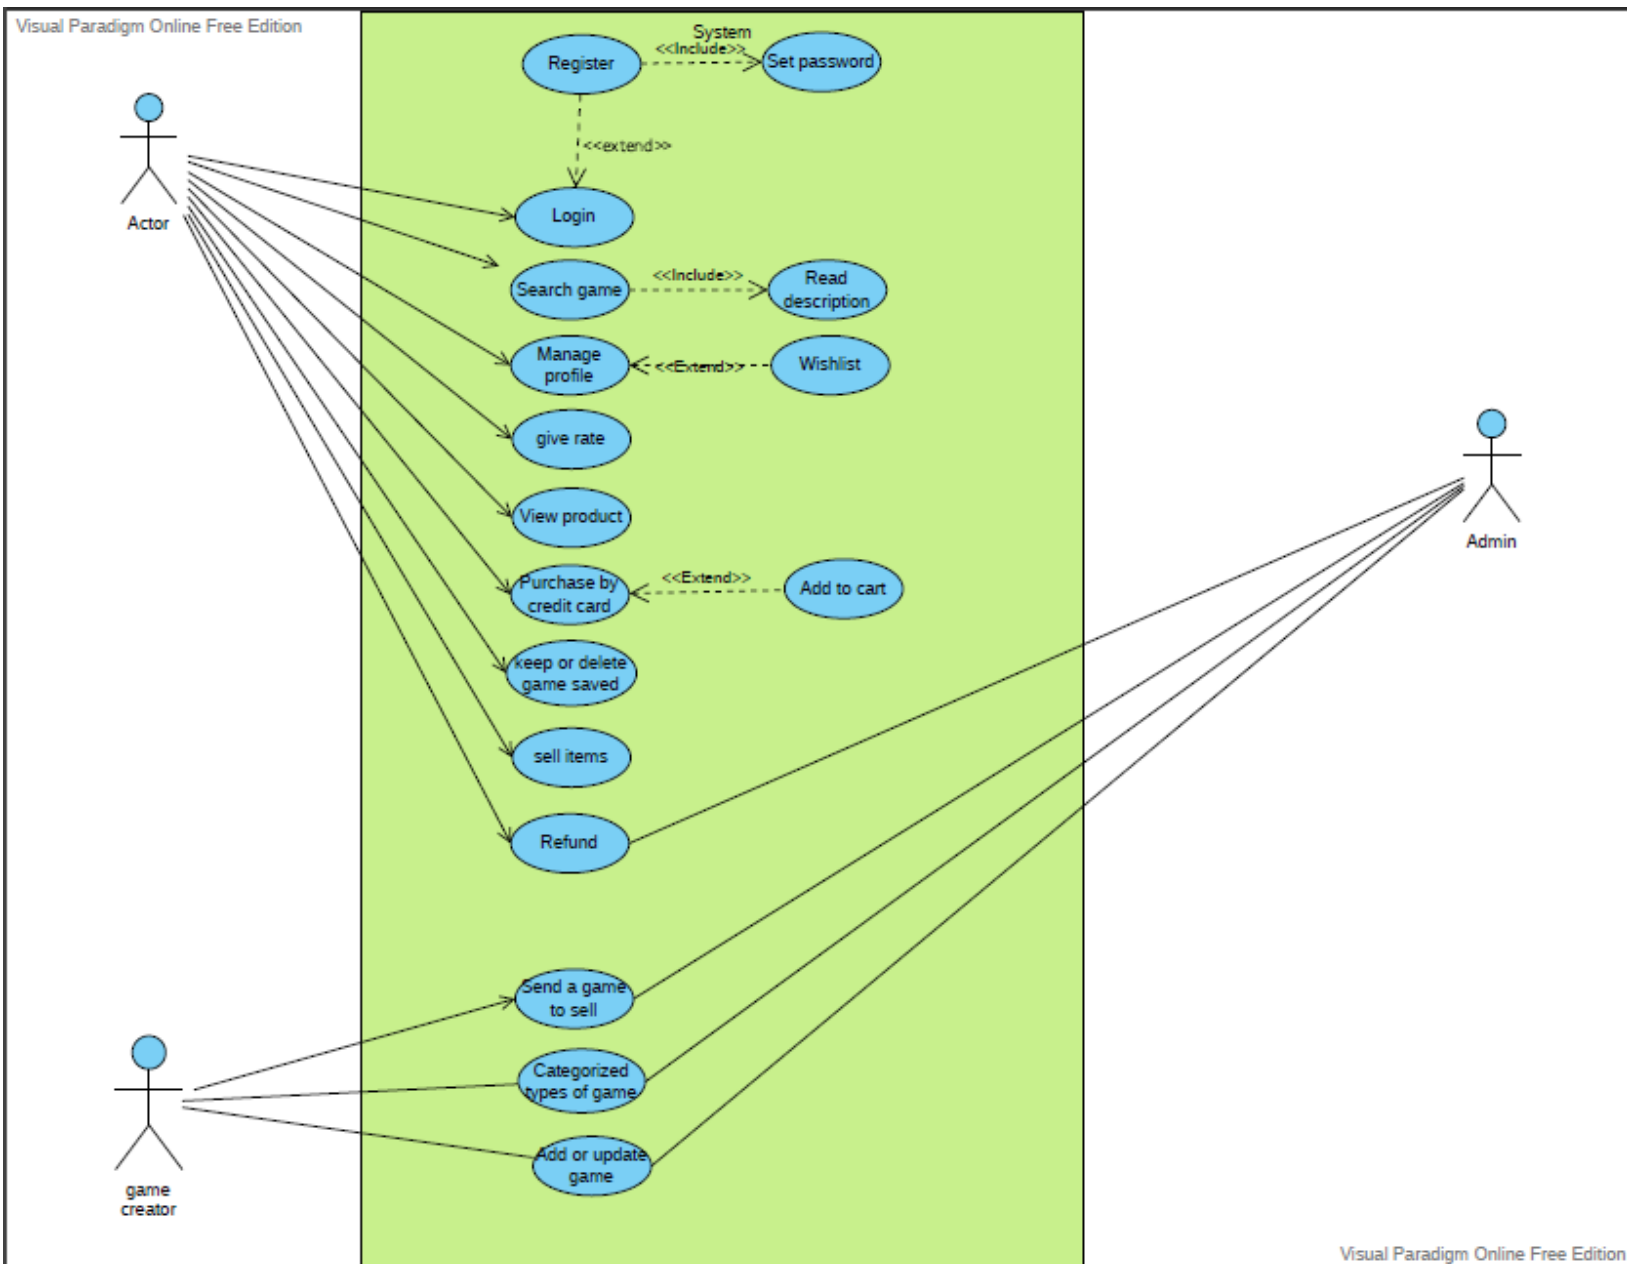 Visual Paradigm Online Free Edition
System
<<Include>>
Register
Set password
<<extend>>
Actor
Login
<<Include>>
Search game
Read
description
Manage
profile
<<Extend>>
Wishlist
give rate
View product
Admin
<<Extend>>
Purchase by
credit card
Add to cart
keep or delete
game saved
sell items
Refund
Send a game
to sell
Categorized
types of game
Add or update
game
game
creator
Visual Paradigm Online Free Edition